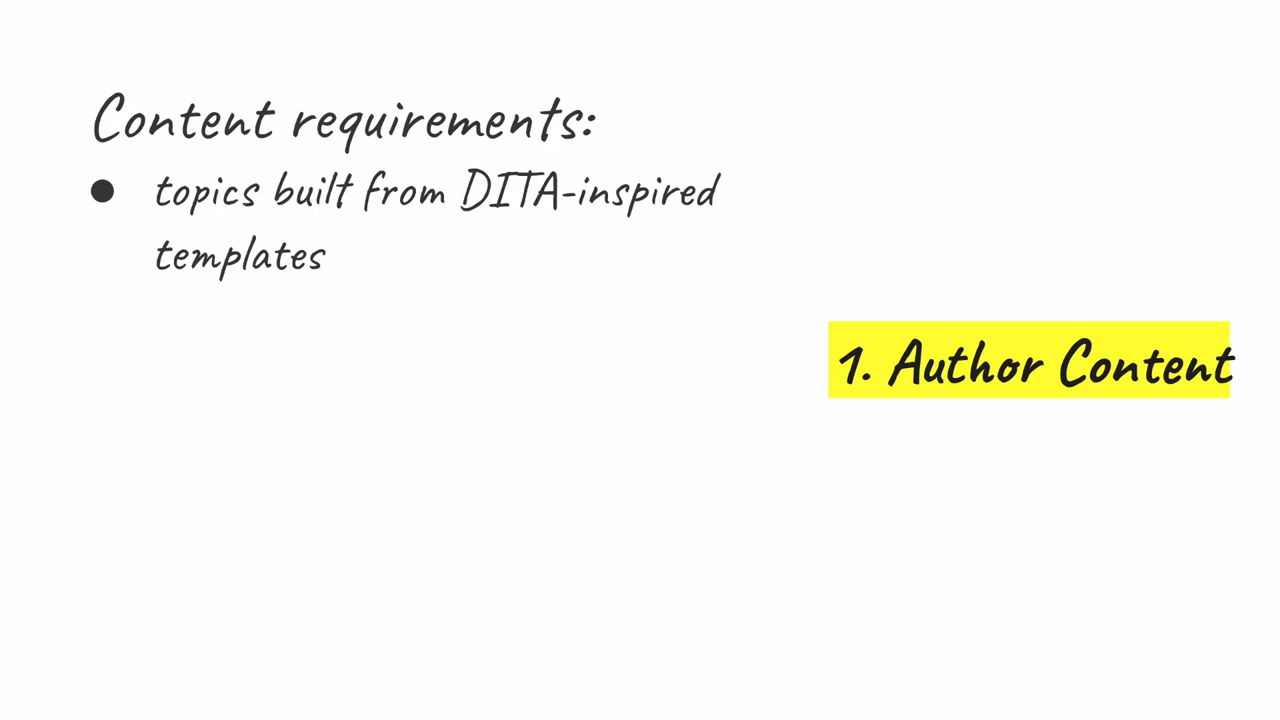 Content requirements:
● topics built from DITA-inspired
templates
1. Author Content